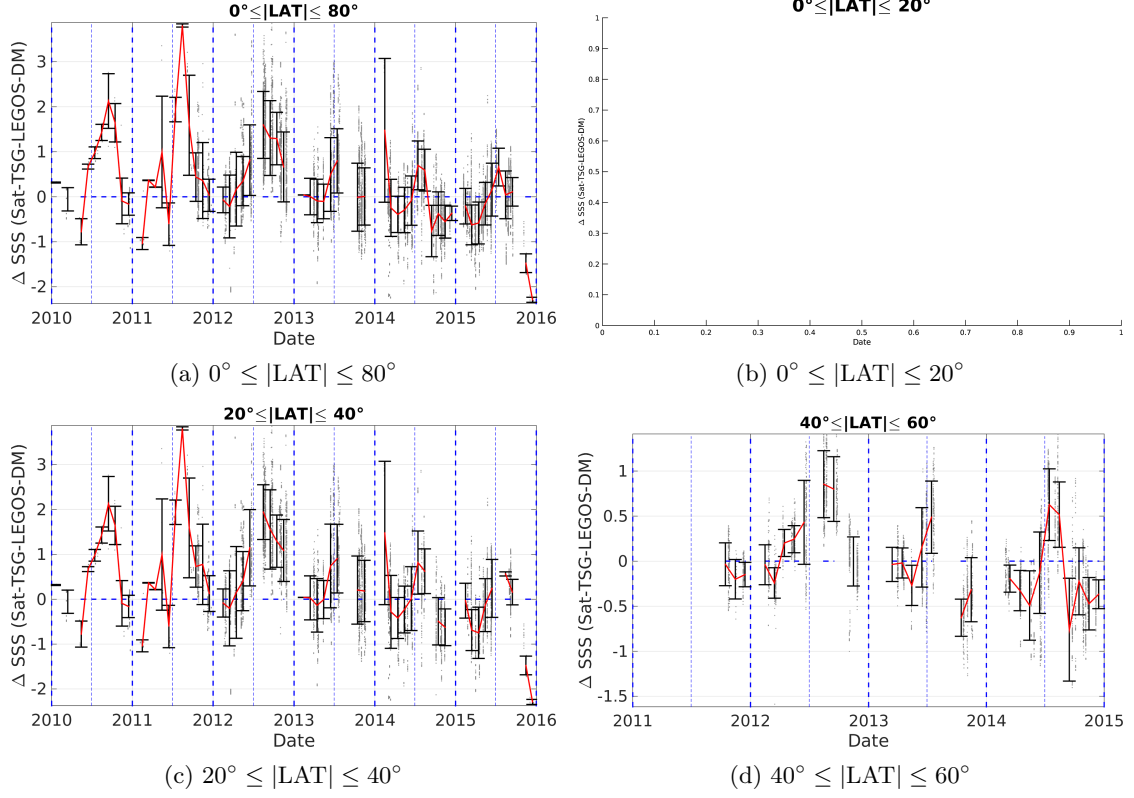 0°≤|LAT|≤ 80°
Δ SSS (Sat-TSG-LEGOS-DM)
3
2
1
0
-1
-2
2010 2011 2012 2013 2014 2015 2016
Date
(a) 0° ≤ |LAT| ≤ 80°
0°≤|LAT|≤ 20°
Δ SSS (Sat-TSG-LEGOS-DM)
1
0.9
0.8
0.7
0.6
0.5
0.4
0.3
0.2
0.1
0
0 0.1 0.2 0.3 0.4 0.5 0.6 0.7 0.8 0.9 1
Date
(b) 0° ≤ |LAT| ≤ 20°
20°≤|LAT|≤ 40°
Δ SSS (Sat-TSG-LEGOS-DM)
3
2
1
0
-1
-2
2010 2011 2012 2013 2014 2015 2016
Date
(c) 20° ≤ |LAT| ≤ 40°
40°≤|LAT|≤ 60°
Δ SSS (Sat-TSG-LEGOS-DM)
1
0.5
0
-0.5
-1
-1.5
2011 2012 2013 2014 2015
Date
(d) 40° ≤ |LAT| ≤ 60°